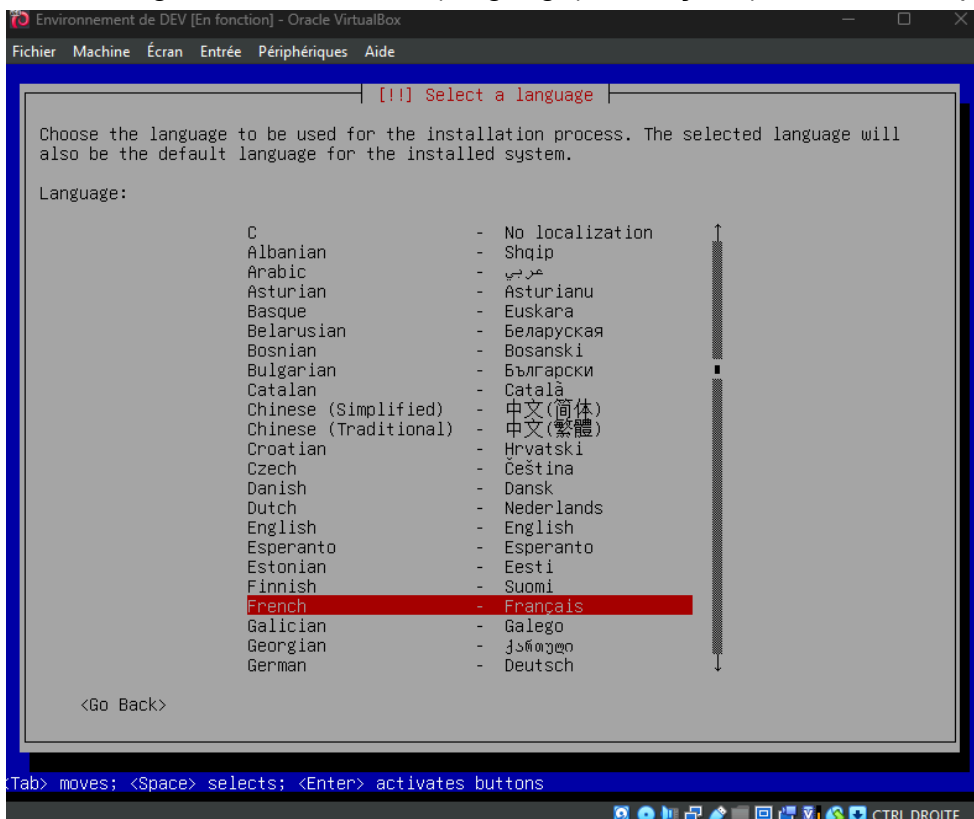 Environnement de DEV [En fonction] - Oracle VirtualBox
Fichier Machine Écran Entrée Périphériques Aide
[!!] Select a language
Choose the language to be used for the installation process. The selected language will
also be the default language for the installed system.
Language:
C - No localization
Albanian - Shqip
Arabic - عربي
Asturian - Asturianu
Basque - Euskara
Belarusian - Беларуская
Bosnian - Bosanski
Bulgarian - Български
Catalan - Català
Chinese (Simplified) - 中文(简体)
Chinese (Traditional) - 中文(繁體)
Croatian - Hrvatski
Czech - Čeština
Danish - Dansk
Dutch - Nederlands
English - English
Esperanto - Esperanto
Estonian - Eesti
Finnish - Suomi
French - Français
Galician - Galego
Georgian - ქართული
German - Deutsch
<Go Back>
<Tab> moves; <Space> selects; <Enter> activates buttons
CTRL DROITE